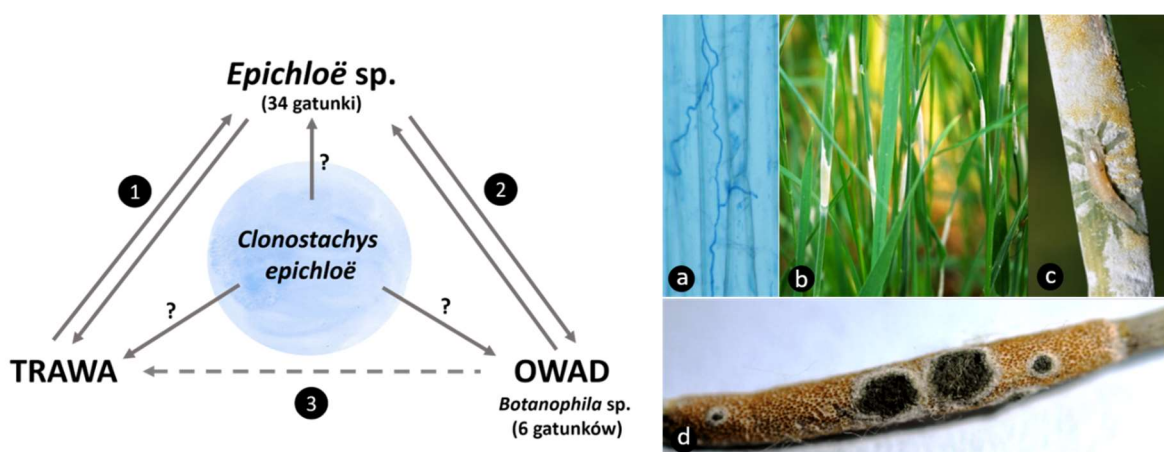 Epichloë sp.
(34 gatunki)
1
?
2
Clonostachys
epichloë
?
?
TRAWA
3
OWAD
Botanophila sp.
(6 gatunków)
a
b
c
d